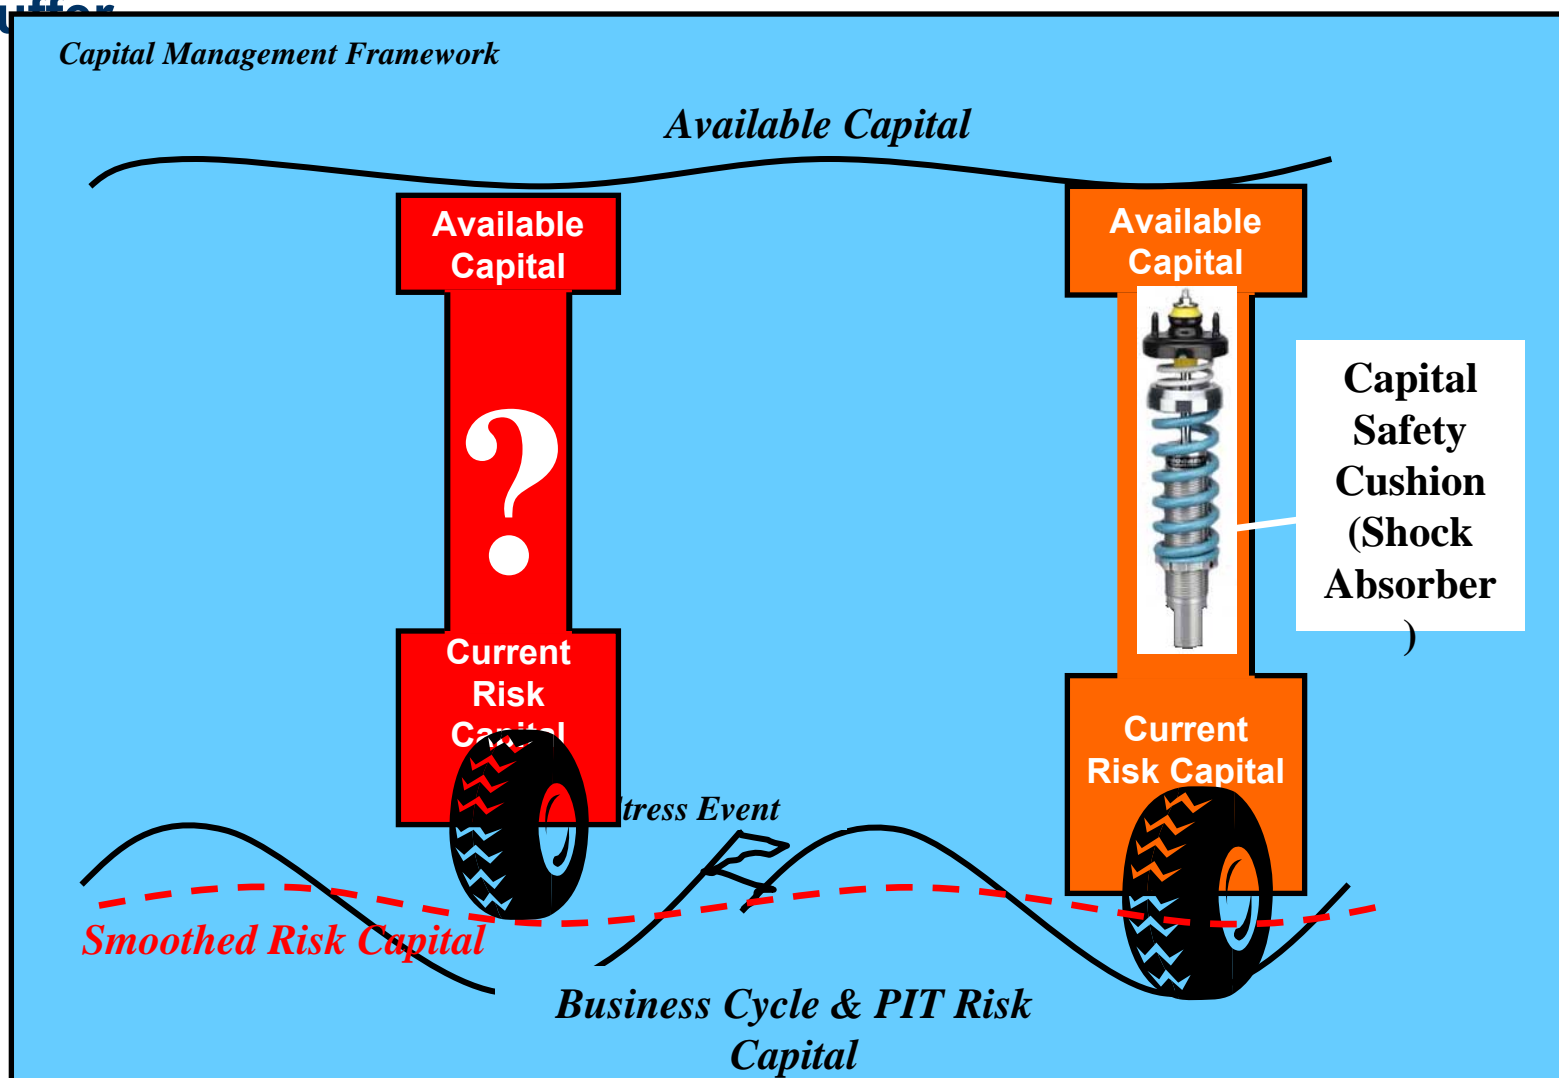 Capital Management Framework
Available Capital
Available
Capital
Available
Capital
?
Capital
Safety
Cushion
(Shock
Absorber
)
Current
Risk
Capital
Current
Risk Capital
tress Event
Smoothed Risk Capital
Business Cycle & PIT Risk
Capital